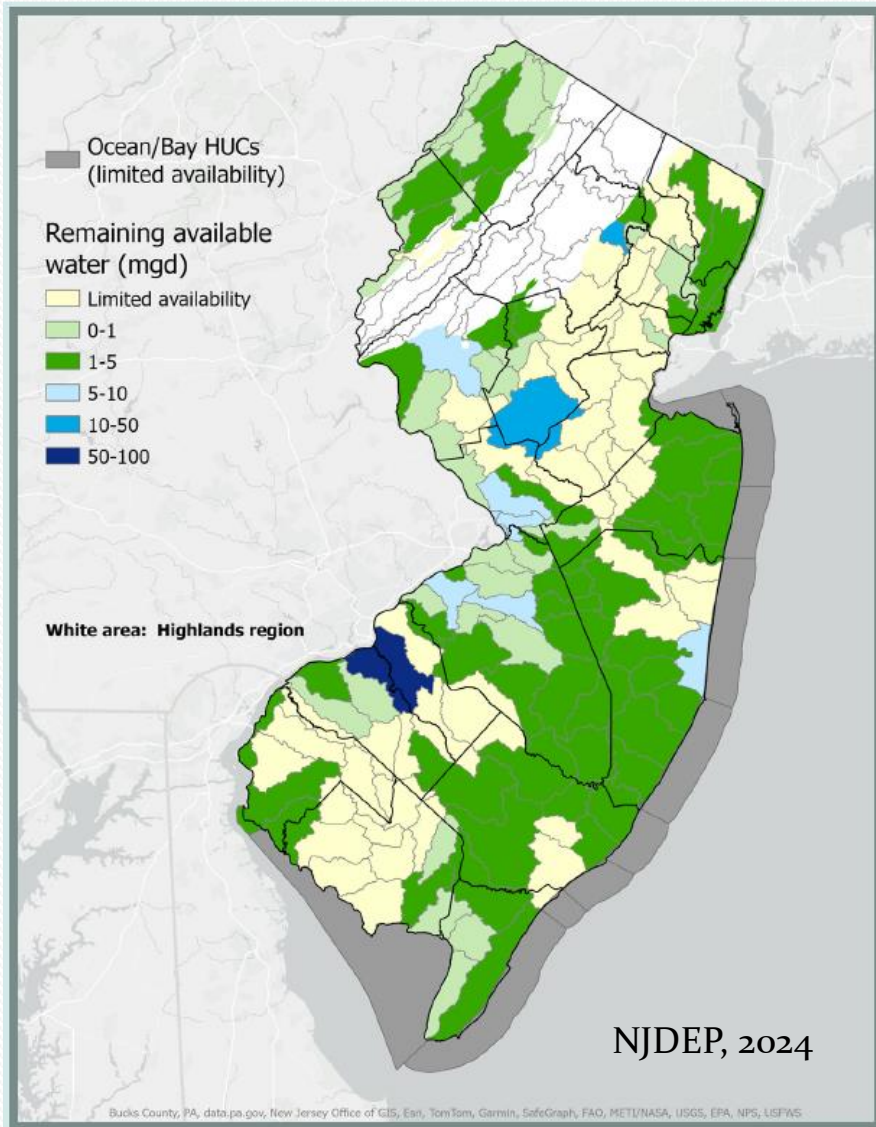 Ocean/Bay HUCs
(limited availability)
Remaining available
water (mgd)
Limited availability
0-1
1-5
5-10
10-50
50-100
White area: Highlands region
NJDEP, 2024
Bucks County, PA, data.pa.gov, New Jersey Office of GIS, Esri, TomTom, Garmin, SafeGraph, FAO, METI/NASA, USGS, EPA, NPS, USFWS